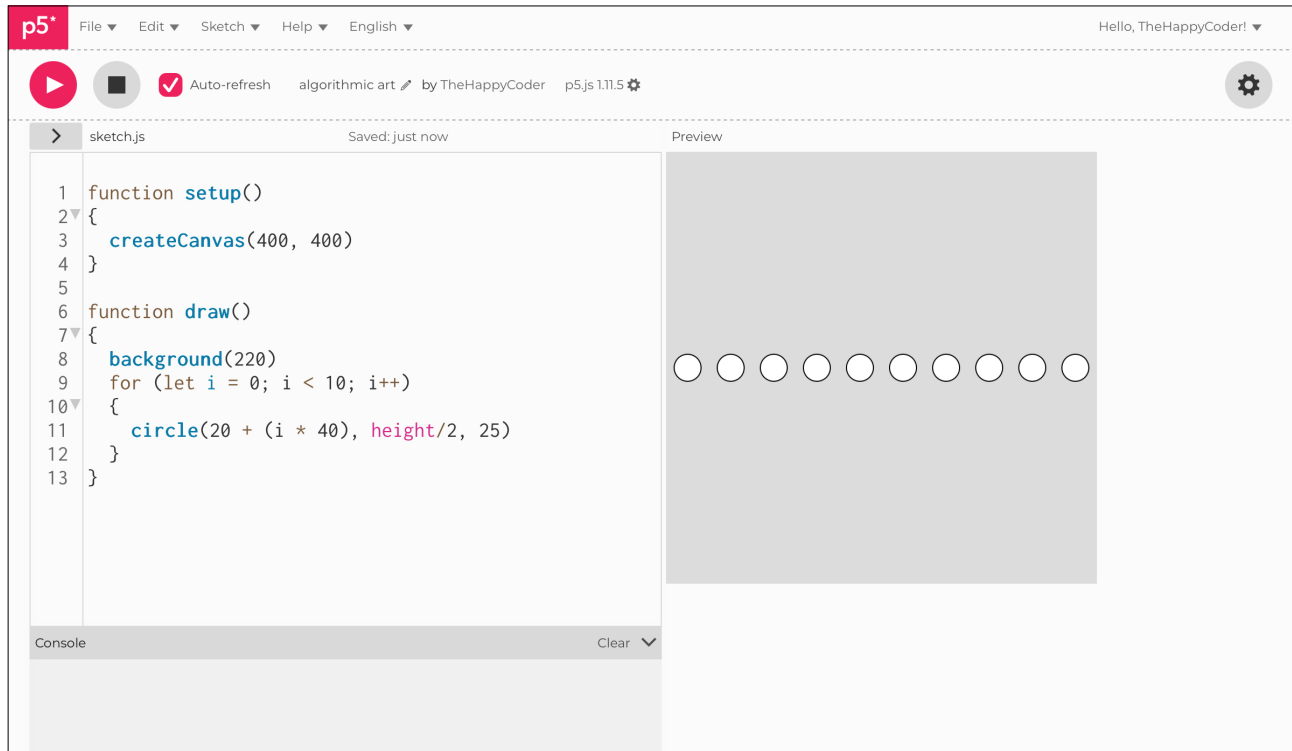 p5* File Edit Sketch Help English Hello, TheHappyCoder!
Auto-refresh algorithmic art by TheHappyCoder p5.js 1.11.5
> sketch.js Saved: just now Preview
1 function setup()
2 {
3   createCanvas(400, 400)
4 }
5
6 function draw()
7 {
8   background(220)
9   for (let i = 0; i < 10; i++)
10   {
11     circle(20 + (i * 40), height/2, 25)
12   }
13 }
Console Clear